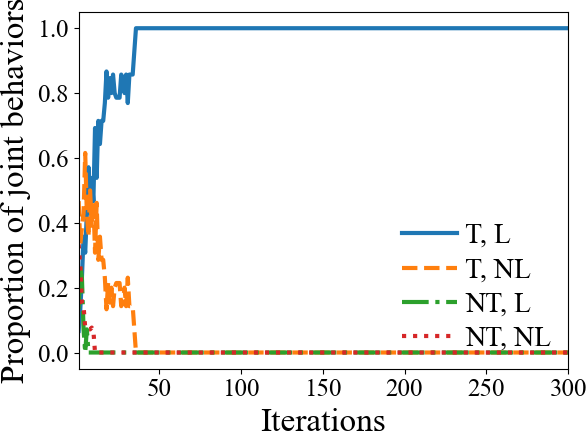 Proportion of joint behaviors
1.0
0.8
0.6
0.4
0.2
0.0
T, L
T, NL
NT, L
NT, NL
50 100 150 200 250 300
Iterations